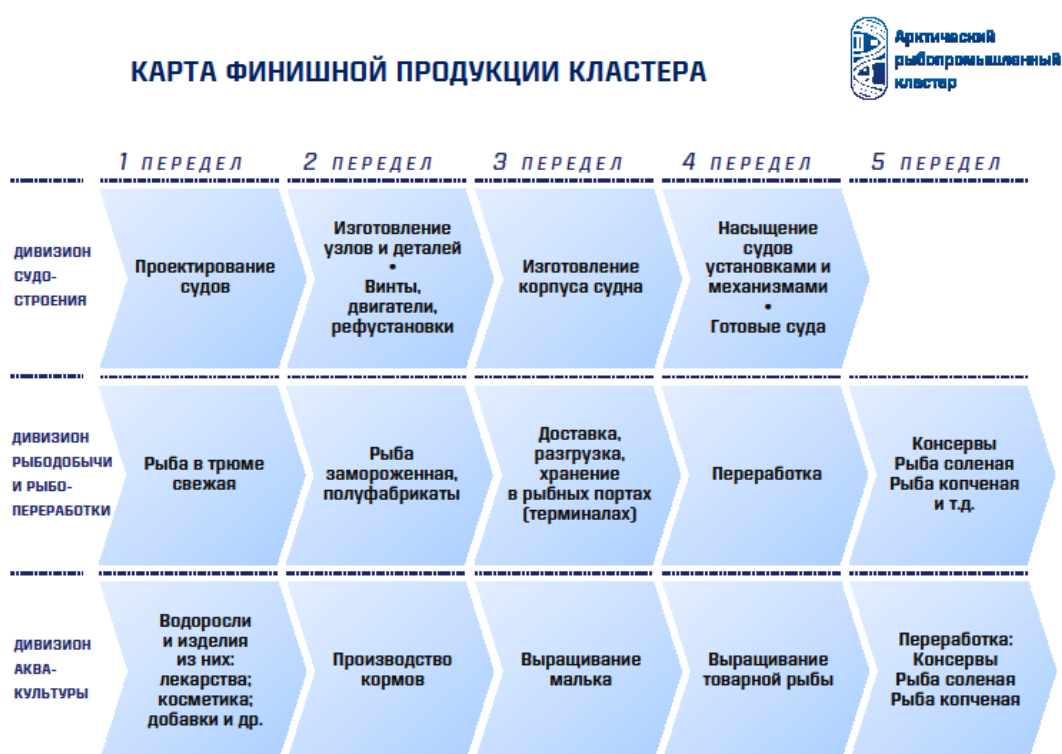 Арктический
рыбопромышленный
кластер
КАРТА ФИНИШНОЙ ПРОДУКЦИИ КЛАСТЕРА
1 ПЕРЕДЕЛ
2 ПЕРЕДЕЛ
3 ПЕРЕДЕЛ
4 ПЕРЕДЕЛ
5 ПЕРЕДЕЛ
ДИВИЗИОН
СУДО-
СТРОЕНИЯ
Проектирование
судов
Изготовление
узлов и деталей
•
Винты,
двигатели,
рефустановки
Изготовление
корпуса судна
Насыщение
судов
установками и
механизмами
•
Готовые суда
ДИВИЗИОН
РЫБОДОБЫЧИ
И РЫБО-
ПЕРЕРАБОТКИ
Рыба в трюме
свежая
Рыба
замороженная,
полуфабрикаты
Доставка,
разгрузка,
хранение
в рыбных портах
(терминалах)
Переработка
Консервы
Рыба соленая
Рыба копченая
и т.д.
ДИВИЗИОН
АКВА-
КУЛЬТУРЫ
Водоросли
и изделия
из них:
лекарства;
косметика;
добавки и др.
Производство
кормов
Выращивание
малька
Выращивание
товарной рыбы
Переработка:
Консервы
Рыба соленая
Рыба копченая